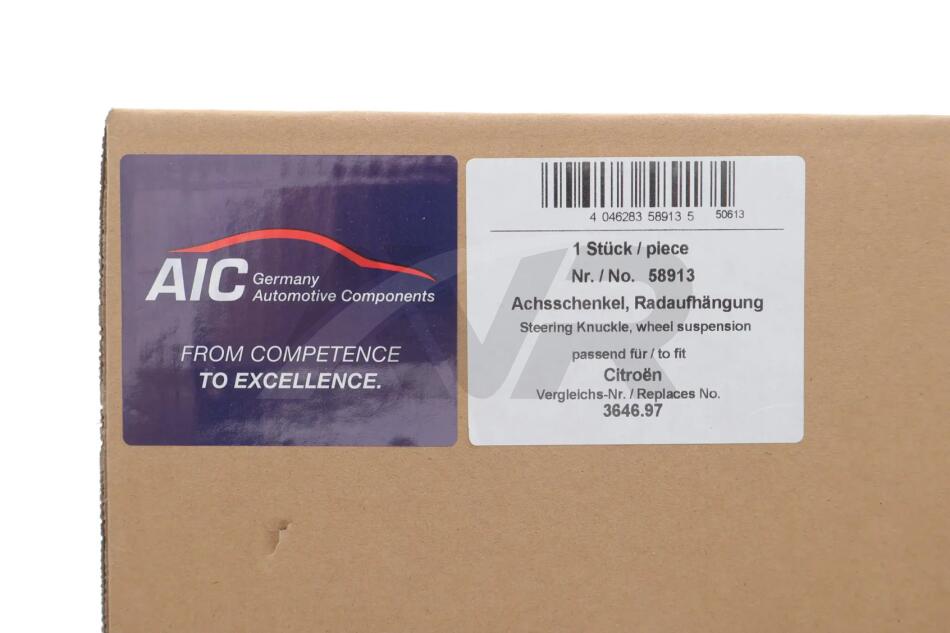 AIC Germany
Automotive Components
FROM COMPETENCE
TO EXCELLENCE.
4 046283 58913 5 50613
1 Stück / piece
Nr. / No. 58913
Achsschenkel, Radaufhängung
Steering Knuckle, wheel suspension
passend für / to fit
Citroën
Vergleichs-Nr. / Replaces No.
3646.97